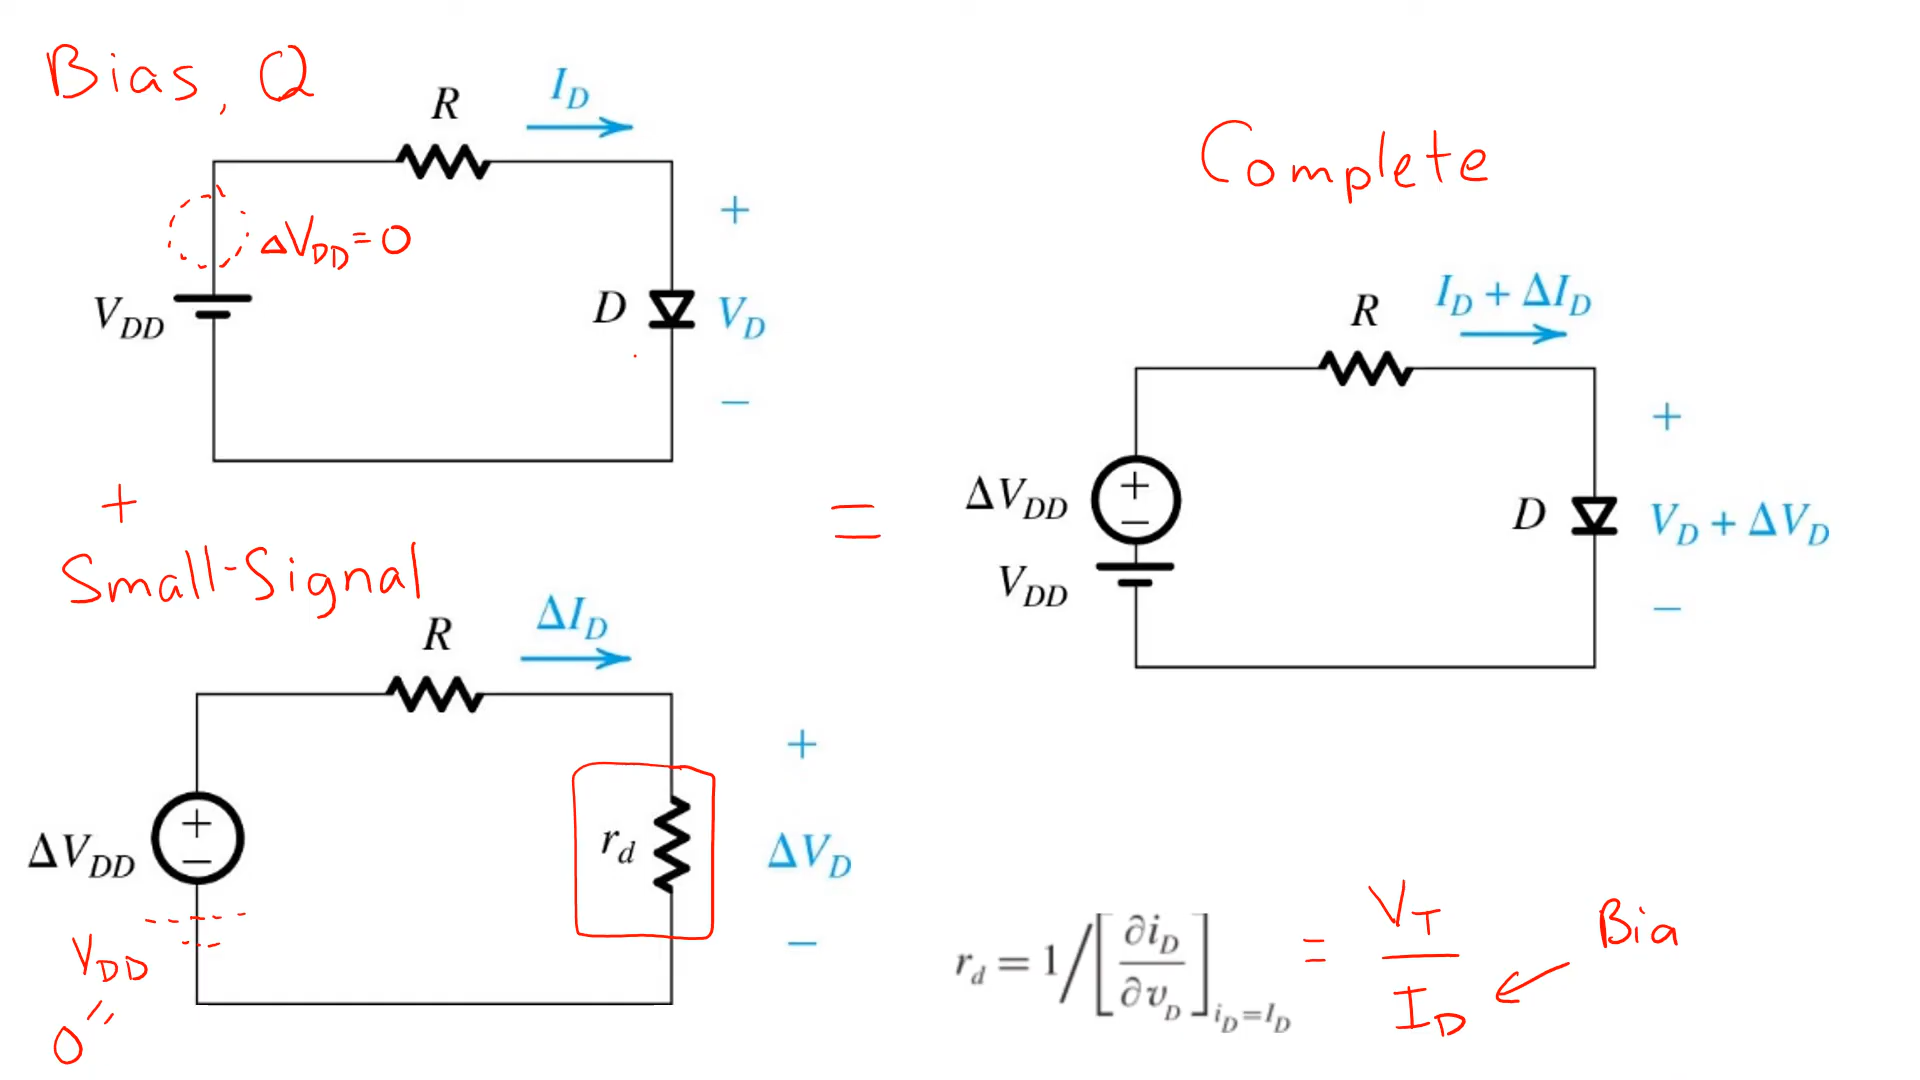 Bias, Q
R
I_D
+
ΔV_DD = 0
V_DD
D
V_D
−
+
Small-Signal
R
ΔI_D
+
ΔV_DD
+
−
r_d
ΔV_D
−
V_DD
"
0
=
Complete
R
I_D + ΔI_D
+
ΔV_DD
+
−
V_DD
D
V_D + ΔV_D
−
r_d = 1/[∂i_D/∂v_D]_{i_D=I_D} = V_T/I_D
Bia